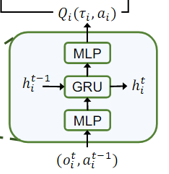 Qᵢ(τᵢ, aᵢ)
MLP
hᵢᵗ⁻¹ GRU hᵢᵗ
MLP
(oᵢᵗ, aᵢᵗ⁻¹)